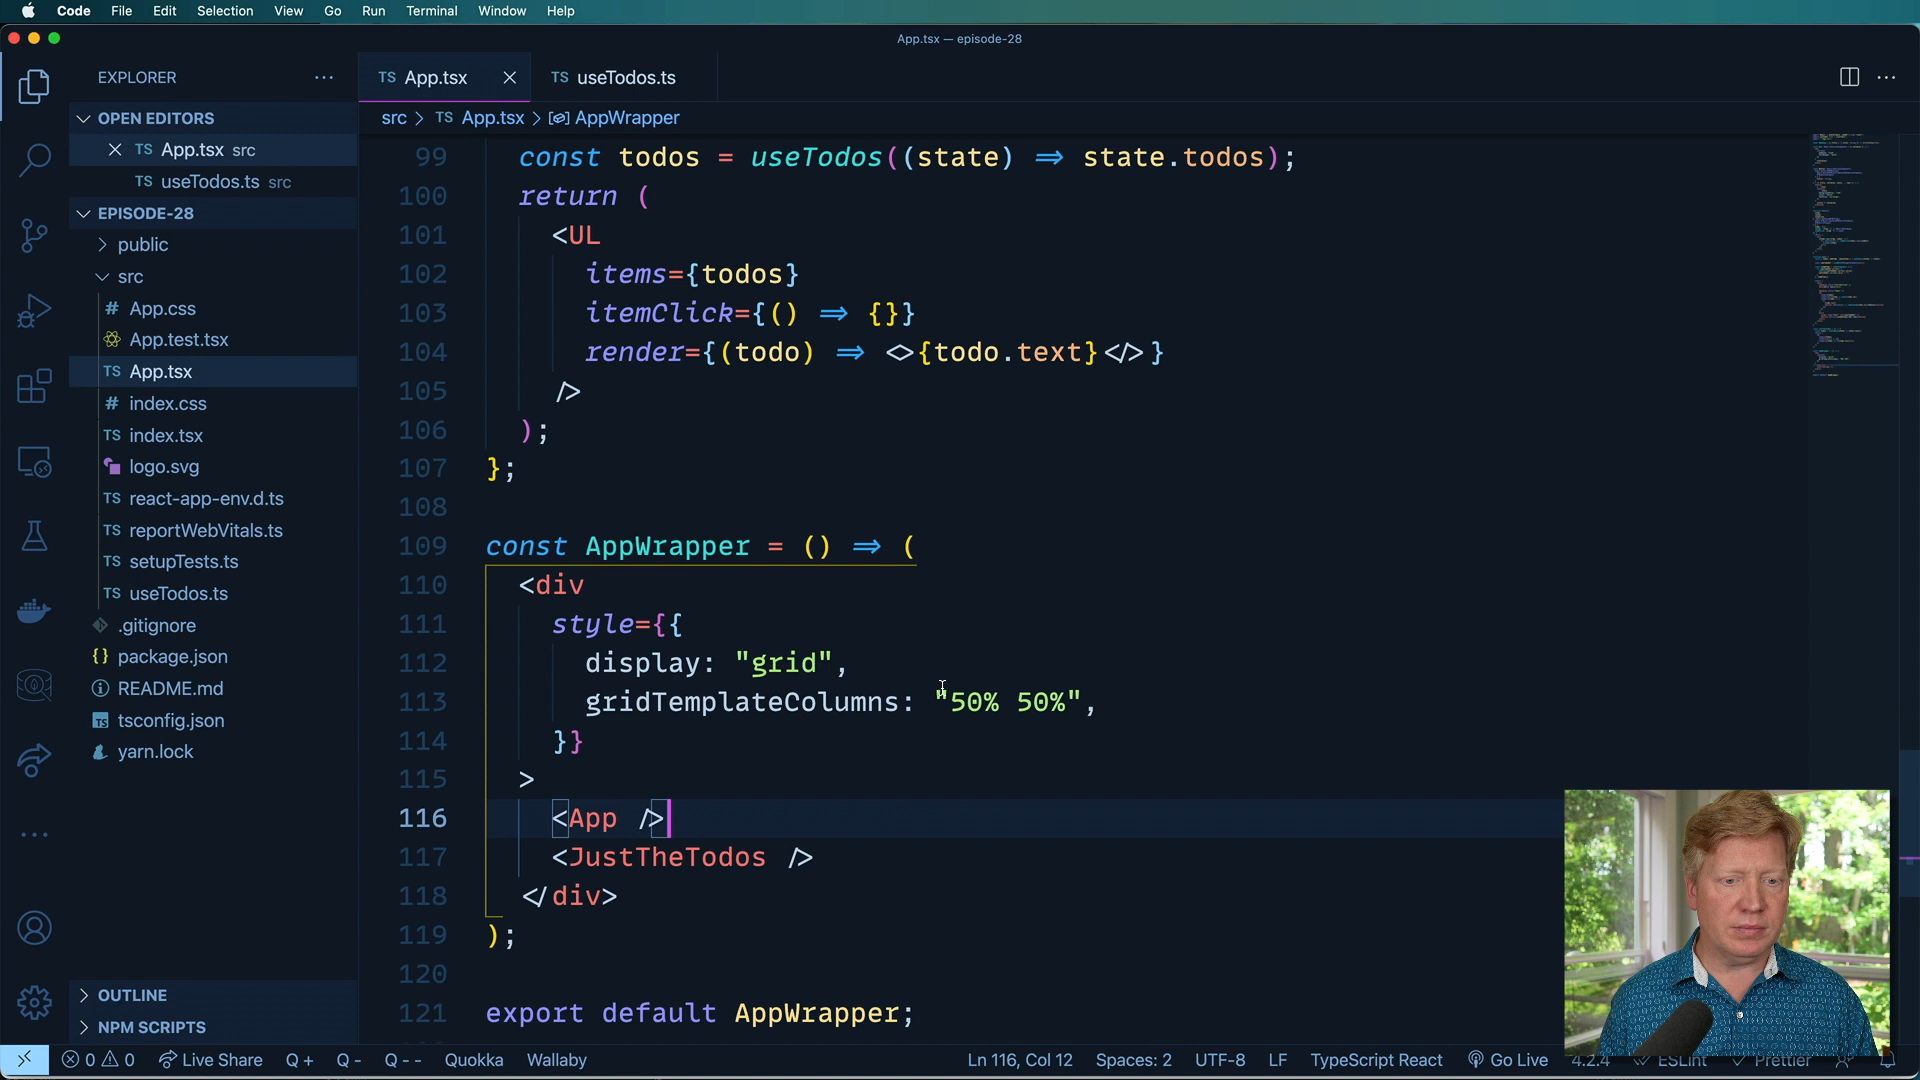 Code File Edit Selection View Go Run Terminal Window Help
App.tsx — episode-28
EXPLORER ···
TS App.tsx
TS useTodos.ts
OPEN EDITORS
TS App.tsx src
TS useTodos.ts src
EPISODE-28
public
src
# App.css
App.test.tsx
TS App.tsx
# index.css
TS index.tsx
logo.svg
TS react-app-env.d.ts
TS reportWebVitals.ts
TS setupTests.ts
TS useTodos.ts
.gitignore
{} package.json
README.md
TS tsconfig.json
yarn.lock
OUTLINE
NPM SCRIPTS
src > TS App.tsx > AppWrapper
99 const todos = useTodos((state) => state.todos);
100 return (
101 <UL
102 items={todos}
103 itemClick={() => {}}
104 render={(todo) => <>{todo.text}</>}
105 />
106 );
107 };
108
109 const AppWrapper = () => (
110 <div
111 style={{
112 display: "grid",
113 gridTemplateColumns: "50% 50%",
114 }}
115 >
116 <App />
117 <JustTheTodos />
118 </div>
119 );
120
121 export default AppWrapper;
0 0 Live Share Q + Q - Q - - Quokka Wallaby
Ln 116, Col 12 Spaces: 2 UTF-8 LF TypeScript React Go Live 4.2.4 ESLint Prettier